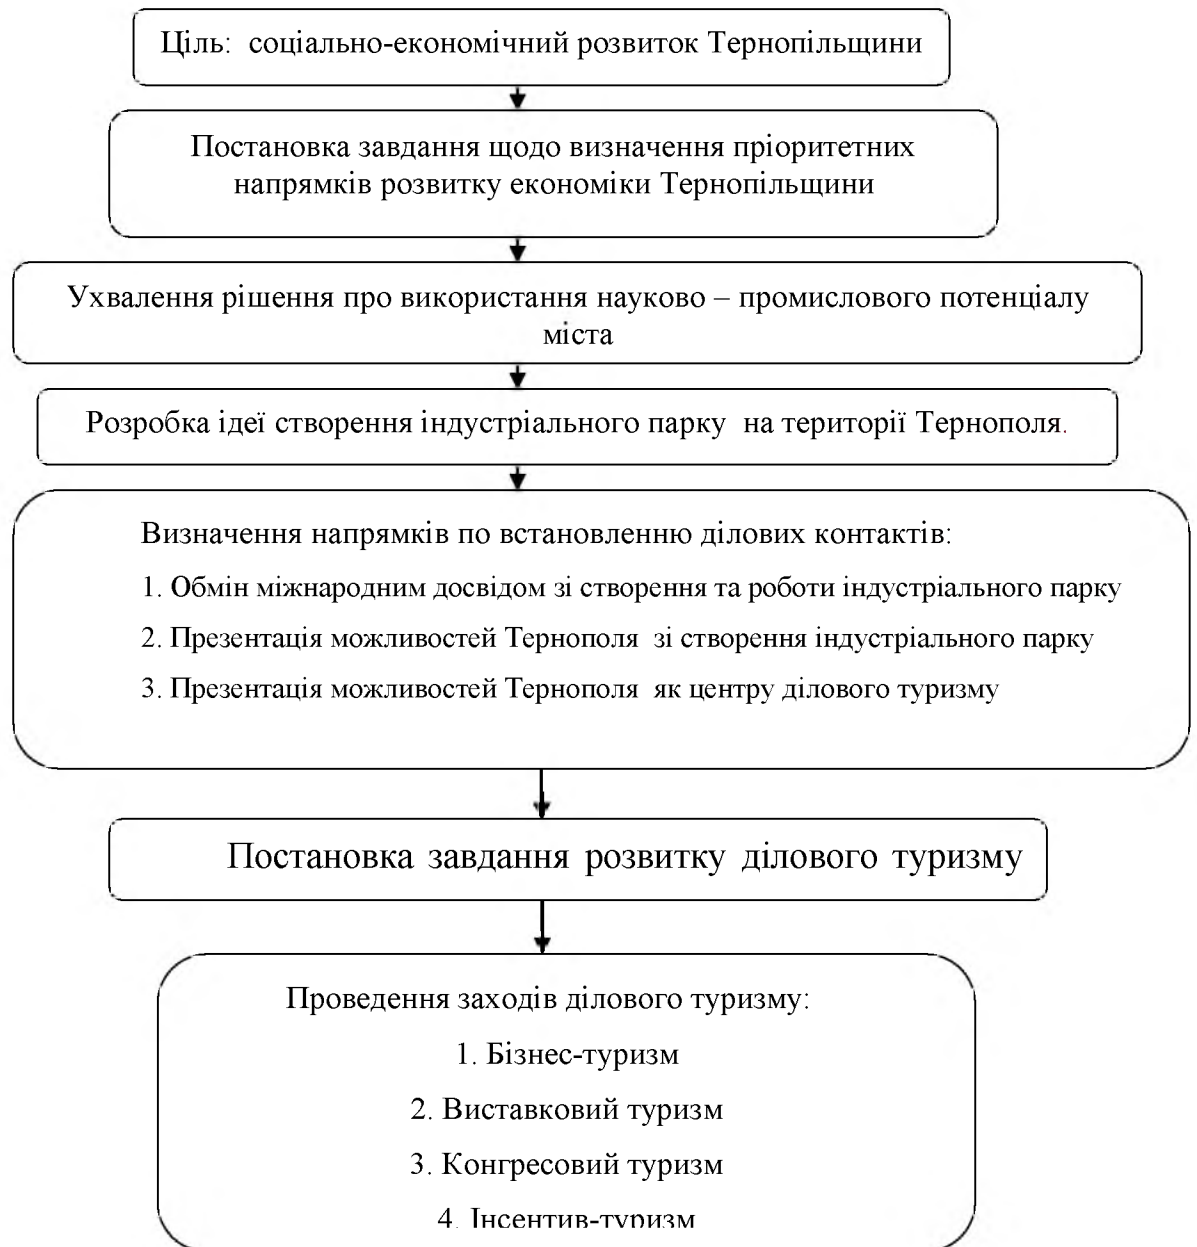 Ціль: соціально-економічний розвиток Тернопільщини
Постановка завдання щодо визначення пріоритетних
напрямків розвитку економіки Тернопільщини
Ухвалення рішення про використання науково – промислового потенціалу
міста
Розробка ідеї створення індустріального парку на території Тернополя.
Визначення напрямків по встановленню ділових контактів:
1. Обмін міжнародним досвідом зі створення та роботи індустріального парку
2. Презентація можливостей Тернополя зі створення індустріального парку
3. Презентація можливостей Тернополя як центру ділового туризму
Постановка завдання розвитку ділового туризму
Проведення заходів ділового туризму:
1. Бізнес-туризм
2. Виставковий туризм
3. Конгресовий туризм
4. Інсентив-туризм